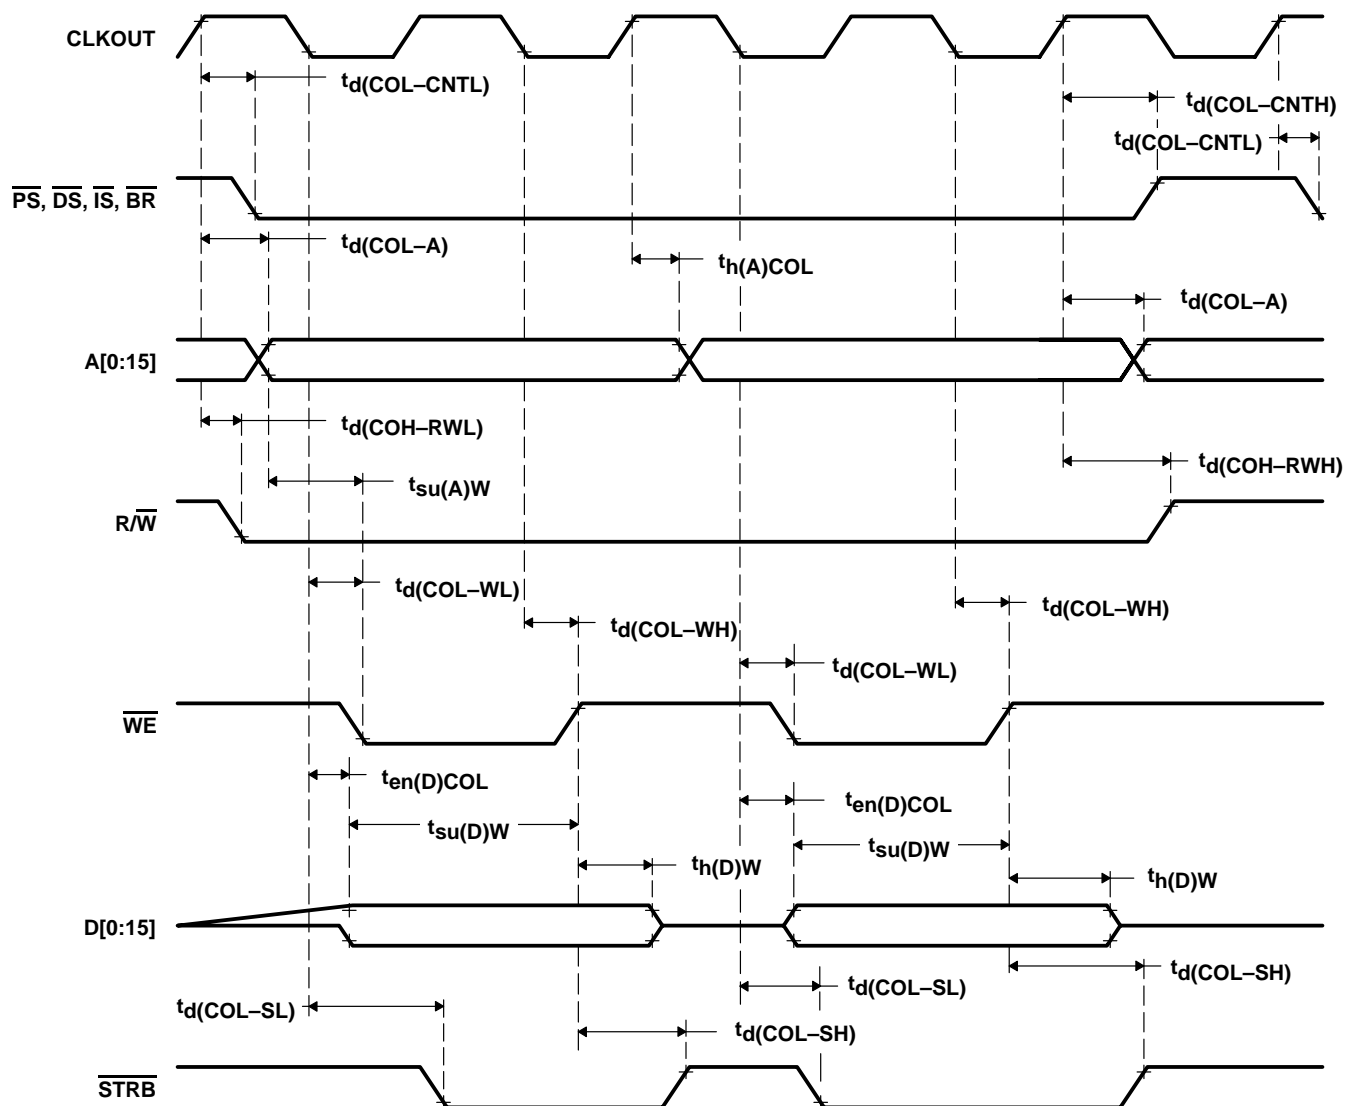 CLKOUT
td(COL–CNTL)
td(COL–CNTH)
td(COL–CNTL)
PS, DS, IS, BR
td(COL–A)
th(A)COL
td(COL–A)
A[0:15]
td(COH–RWL)
td(COH–RWH)
tsu(A)W
R/W
td(COL–WL)
td(COL–WH)
td(COL–WH)
td(COL–WL)
WE
ten(D)COL
ten(D)COL
tsu(D)W
tsu(D)W
th(D)W
th(D)W
D[0:15]
td(COL–SH)
td(COL–SL)
td(COL–SL)
td(COL–SH)
STRB